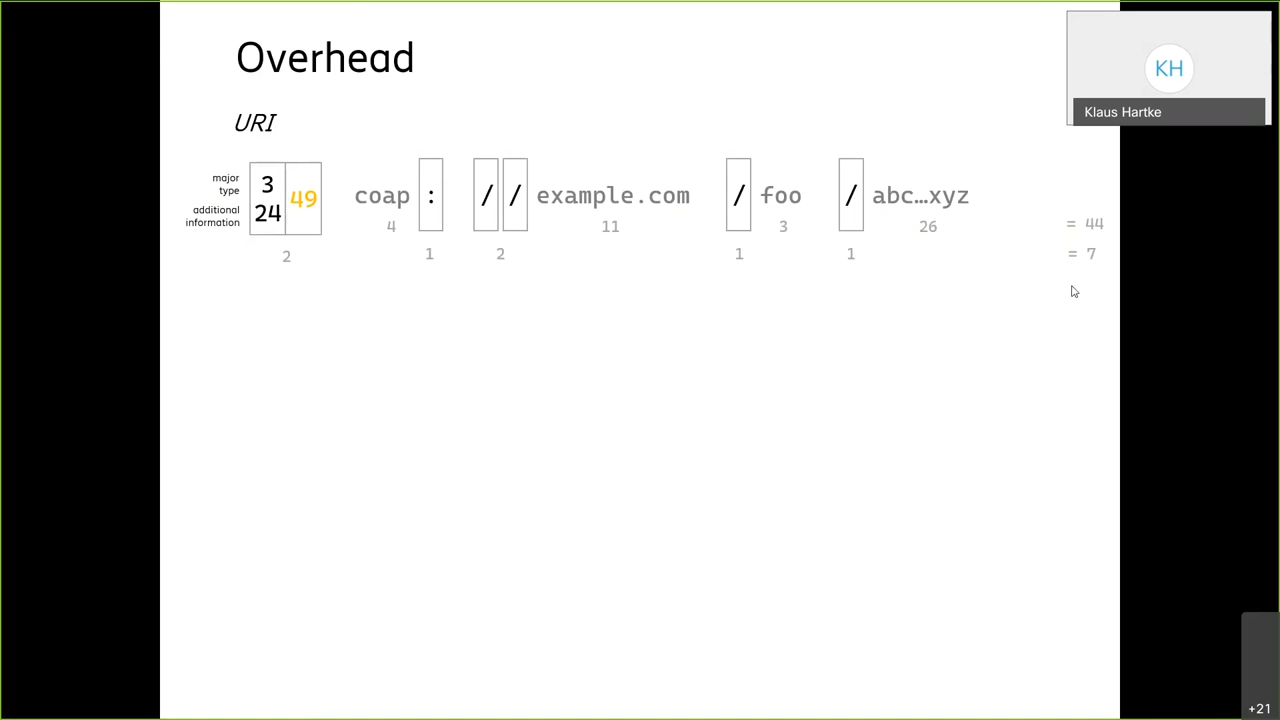 Overhead
KH
Klaus Hartke
URI
major type
3
49
coap : / / example.com / foo / abc…xyz
additional information
24
4 11 3 26 = 44
2 1 2 1 1 = 7
+21